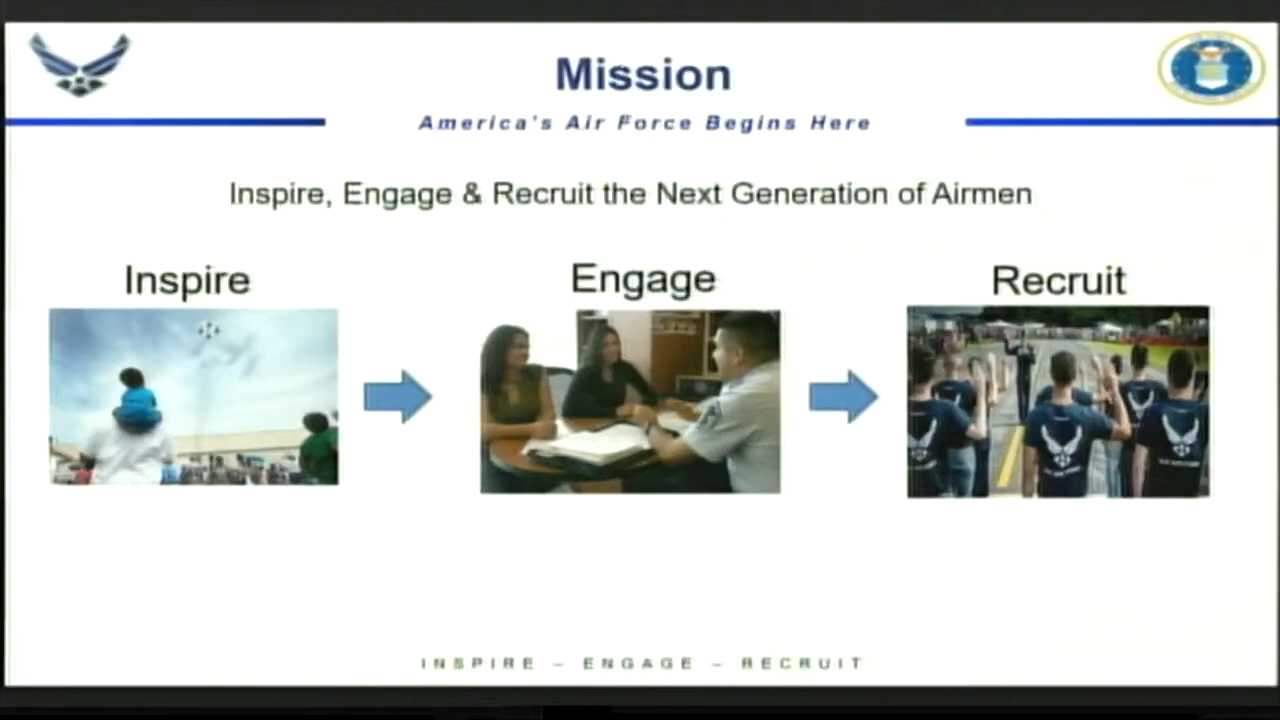 Mission
America's Air Force Begins Here
Inspire, Engage & Recruit the Next Generation of Airmen
Inspire
Engage
Recruit
INSPIRE – ENGAGE – RECRUIT